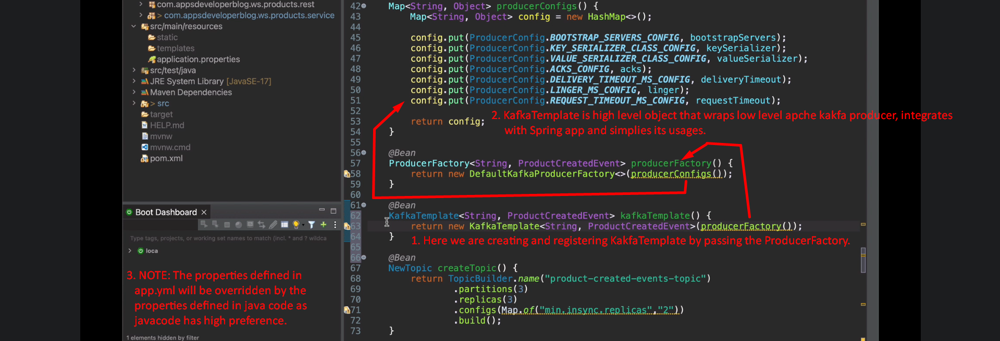 com.appsdeveloperblog.ws.products.rest
> com.appsdeveloperblog.ws.products.service
src/main/resources
static
templates
application.properties
src/test/java
JRE System Library [JavaSE-17]
Maven Dependencies
> src
target
HELP.md
mvnw
mvnw.cmd
pom.xml
Boot Dashboard
Type tags, projects, or working set names to match (incl. * and ? wildca
loca
3. NOTE: The properties defined in
app.yml will be overridden by the
properties defined in java code as
javacode has high preference.
1 elements hidden by filter
42 Map<String, Object> producerConfigs() {
43 Map<String, Object> config = new HashMap<>();
44
45 config.put(ProducerConfig.BOOTSTRAP_SERVERS_CONFIG, bootstrapServers);
46 config.put(ProducerConfig.KEY_SERIALIZER_CLASS_CONFIG, keySerializer);
47 config.put(ProducerConfig.VALUE_SERIALIZER_CLASS_CONFIG, valueSerializer);
48 config.put(ProducerConfig.ACKS_CONFIG, acks);
49 config.put(ProducerConfig.DELIVERY_TIMEOUT_MS_CONFIG, deliveryTimeout);
50 config.put(ProducerConfig.LINGER_MS_CONFIG, linger);
51 config.put(ProducerConfig.REQUEST_TIMEOUT_MS_CONFIG, requestTimeout);
52
2. KafkaTemplate is high level object that wraps low level apche kakfa producer, integrates
with Spring app and simplies its usages.
53 return config;
54 }
55
56 @Bean
57 ProducerFactory<String, ProductCreatedEvent> producerFactory() {
58 return new DefaultKafkaProducerFactory<>(producerConfigs());
59 }
60
61 @Bean
62 KafkaTemplate<String, ProductCreatedEvent> kafkaTemplate() {
63 return new KafkaTemplate<String, ProductCreatedEvent>(producerFactory());
64 }
1. Here we are creating and registering KakfaTemplate by passing the ProducerFactory.
65
66 @Bean
67 NewTopic createTopic() {
68 return TopicBuilder.name("product-created-events-topic")
69 .partitions(3)
70 .replicas(3)
71 .configs(Map.of("min.insync.replicas","2"))
72 .build();
73 }